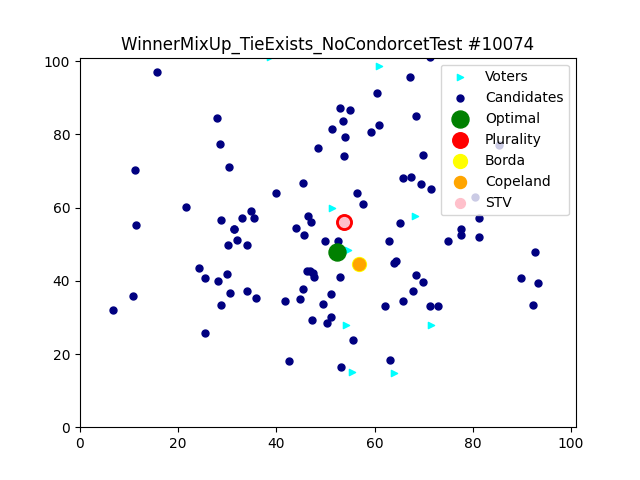 WinnerMixUp_TieExists_NoCondorcetTest #10074
100
80
60
40
20
0
0
20
40
60
80
100
Voters
Candidates
Optimal
Plurality
Borda
Copeland
STV